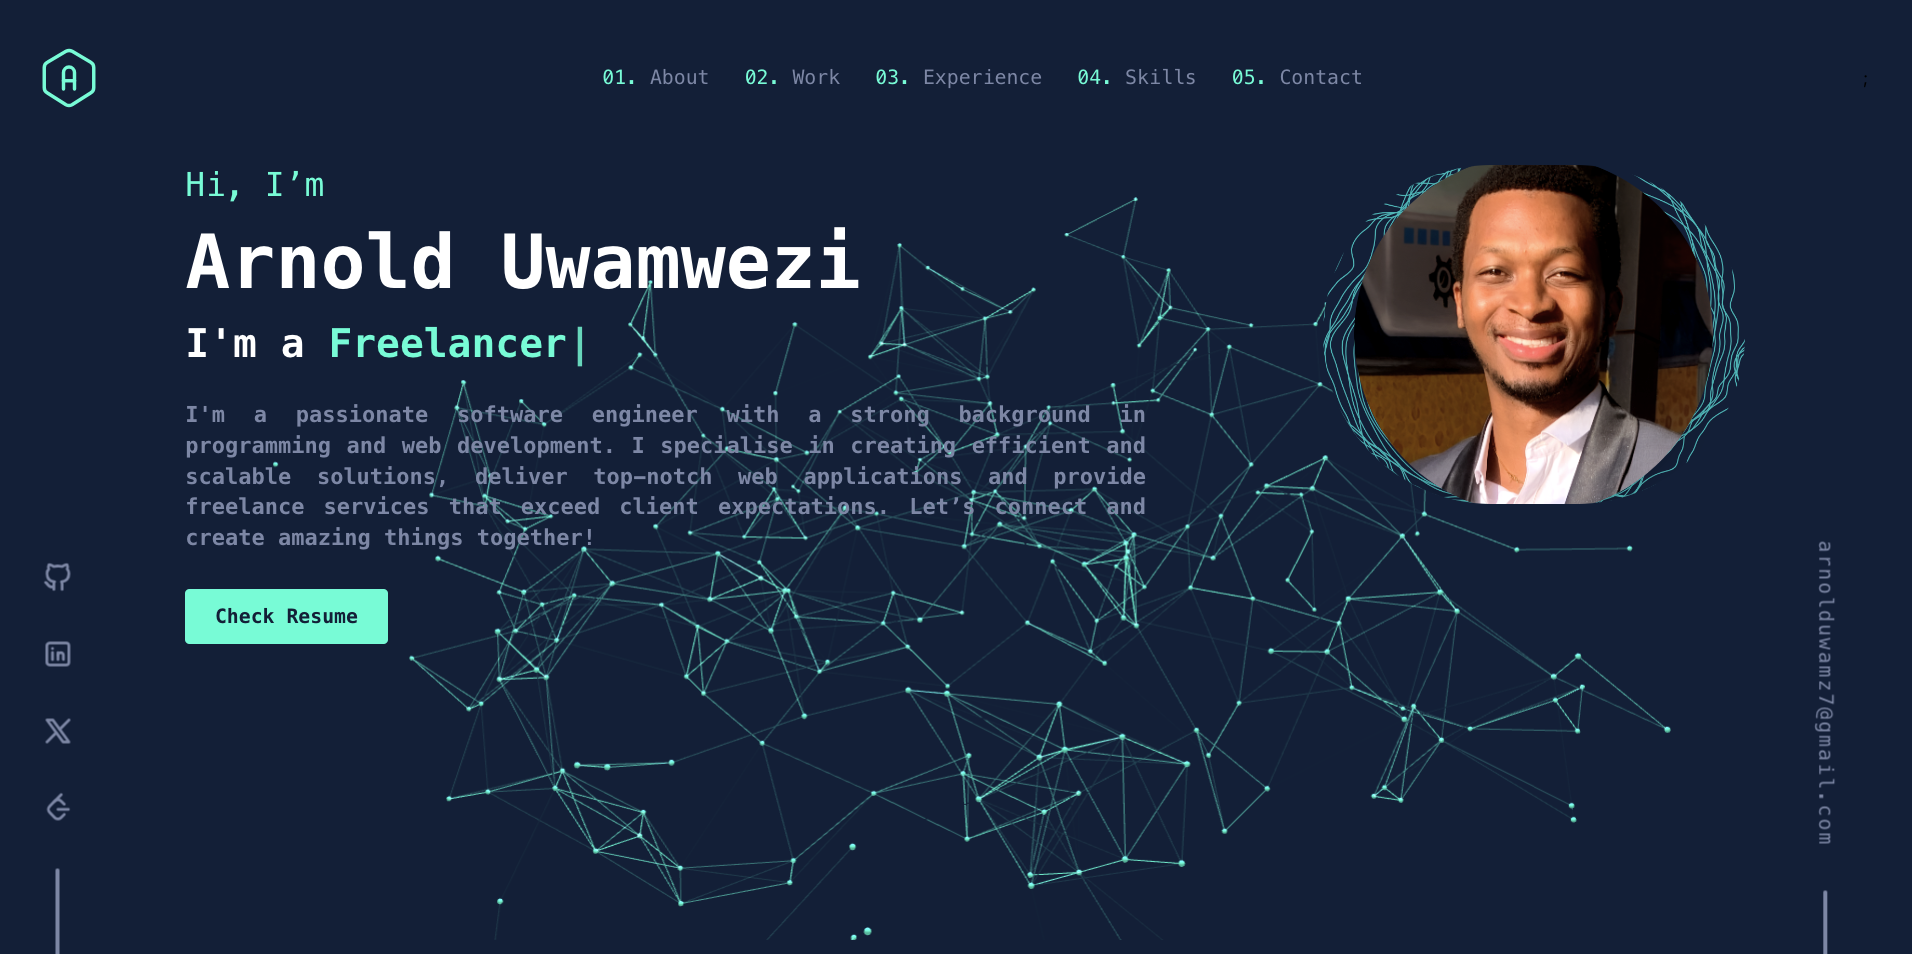 A
01. About 02. Work 03. Experience 04. Skills 05. Contact
;
Hi, I’m
Arnold Uwamwezi
I'm a Freelancer|
I'm a passionate software engineer with a strong background in
programming and web development. I specialise in creating efficient and
scalable solutions, deliver top-notch web applications and provide
freelance services that exceed client expectations. Let’s connect and
create amazing things together!
Check Resume
in
arnolduwamz7@gmail.com